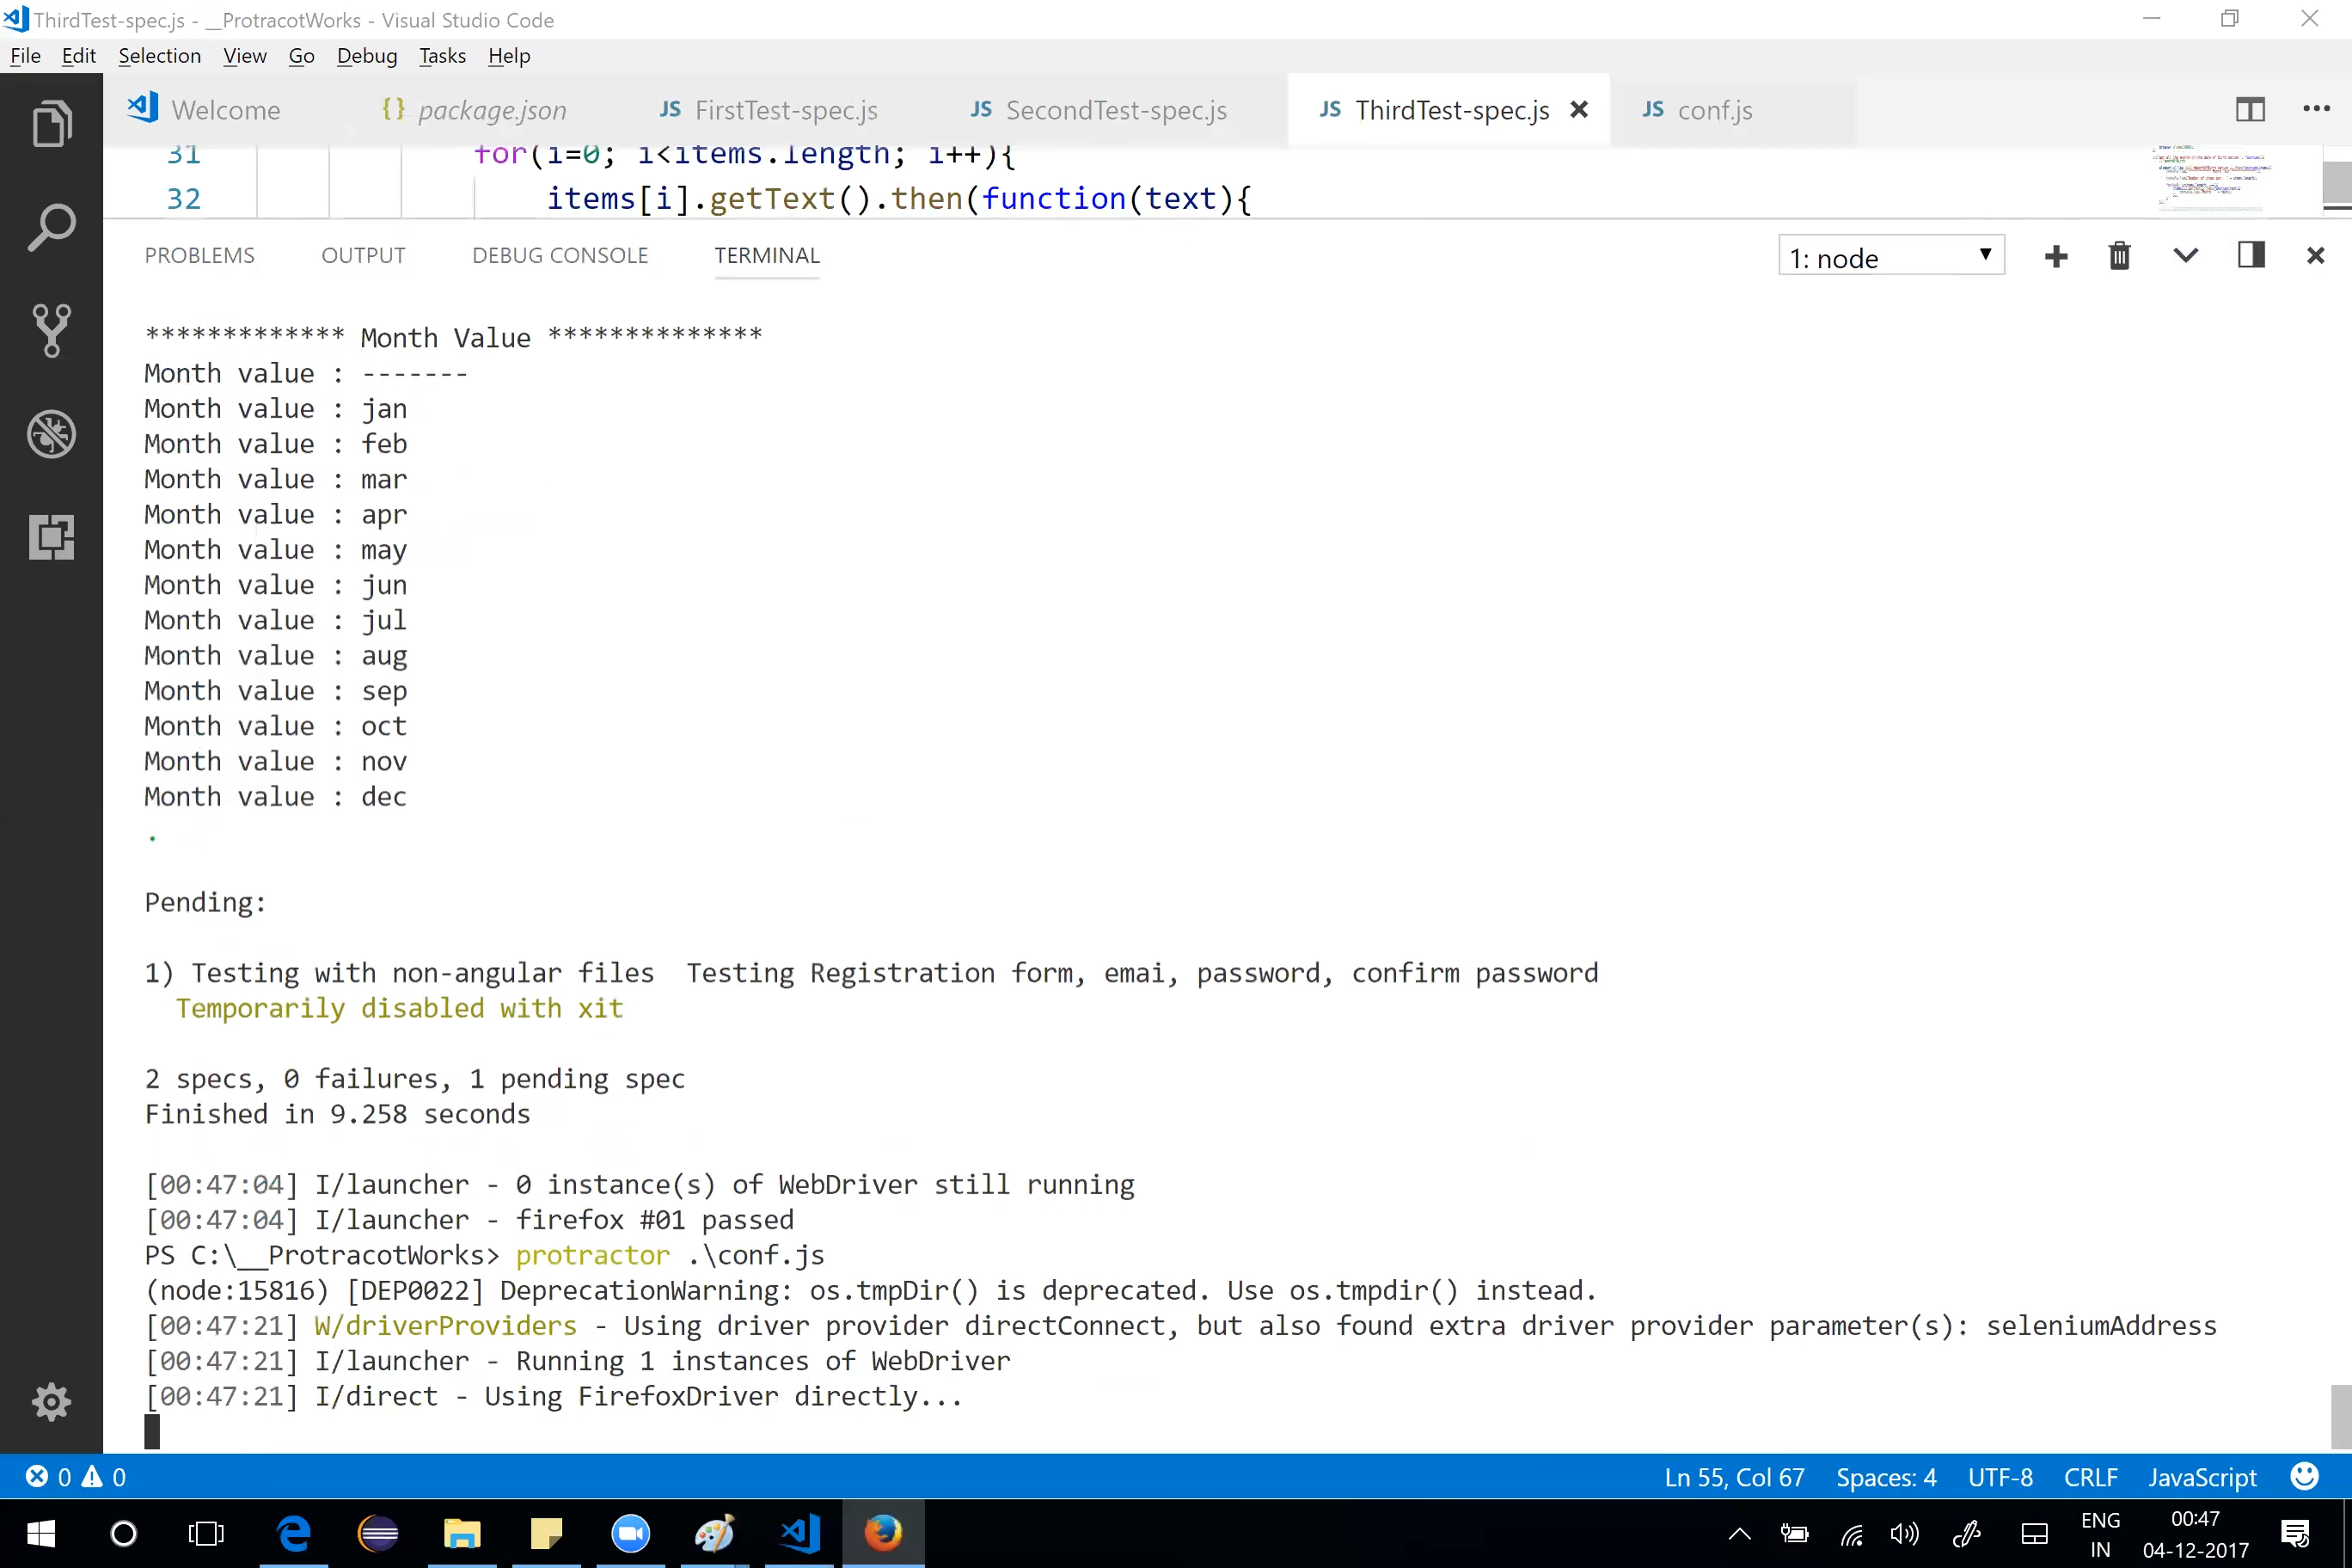 ThirdTest-spec.js - __ProtracotWorks - Visual Studio Code
File Edit Selection View Go Debug Tasks Help
Welcome {} package.json JS FirstTest-spec.js JS SecondTest-spec.js JS ThirdTest-spec.js JS conf.js
31 for(i=0; i<items.length; i++){
32 items[i].getText().then(function(text){
PROBLEMS OUTPUT DEBUG CONSOLE TERMINAL 1: node
************* Month Value **************
Month value : -------
Month value : jan
Month value : feb
Month value : mar
Month value : apr
Month value : may
Month value : jun
Month value : jul
Month value : aug
Month value : sep
Month value : oct
Month value : nov
Month value : dec
.
Pending:
1) Testing with non-angular files  Testing Registration form, emai, password, confirm password
Temporarily disabled with xit
2 specs, 0 failures, 1 pending spec
Finished in 9.258 seconds
[00:47:04] I/launcher - 0 instance(s) of WebDriver still running
[00:47:04] I/launcher - firefox #01 passed
PS C:\__ProtracotWorks> protractor .\conf.js
(node:15816) [DEP0022] DeprecationWarning: os.tmpDir() is deprecated. Use os.tmpdir() instead.
[00:47:21] W/driverProviders - Using driver provider directConnect, but also found extra driver provider parameter(s): seleniumAddress
[00:47:21] I/launcher - Running 1 instances of WebDriver
[00:47:21] I/direct - Using FirefoxDriver directly...
0 0 Ln 55, Col 67 Spaces: 4 UTF-8 CRLF JavaScript
ENG 00:47
IN 04-12-2017